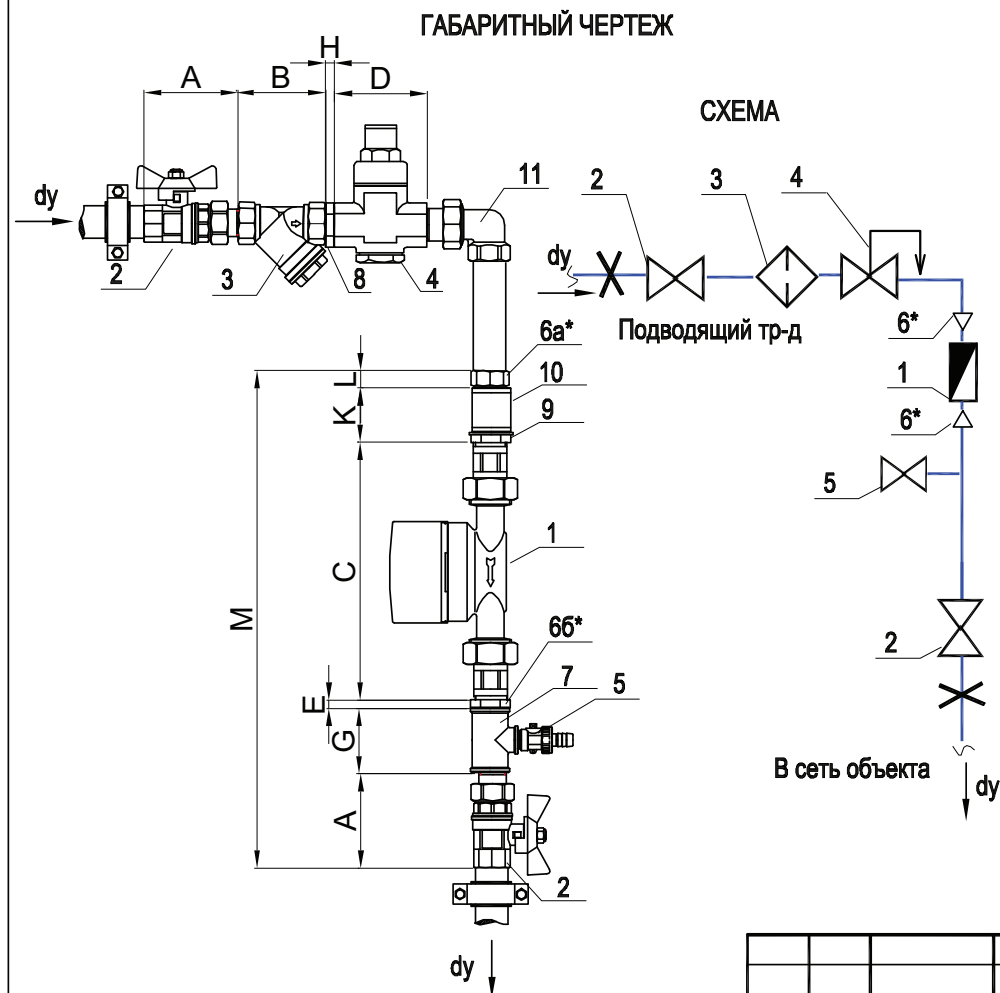 ГАБАРИТНЫЙ ЧЕРТЕЖ
H
A B D
СХЕМА
11
2 3 4
dy
dy
2 3 8 4
Подводящий тр-д
6*
6а*
L
10
1
K
9
6*
5
C
1
M
6б*
2
7 5
E
G
В сеть объекта
dy
A
2
dy